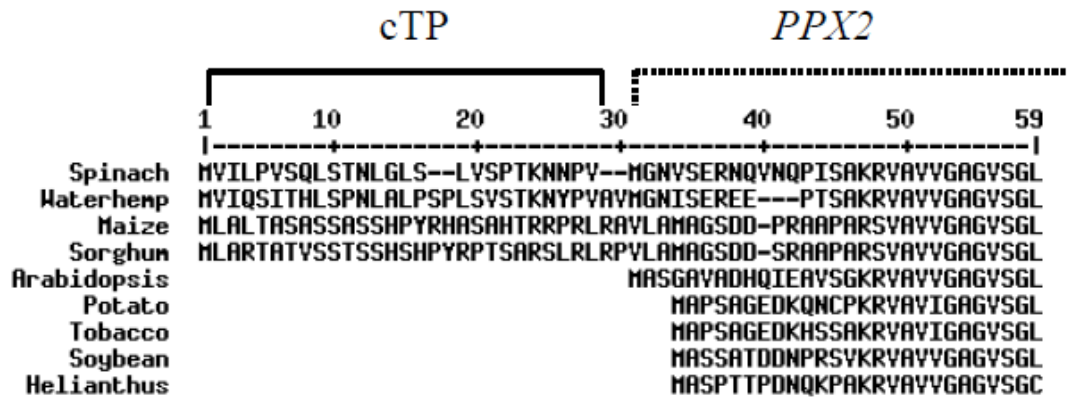 cTP PPX2
1 10 20 30 40 50 59
|---------+---------+---------+---------+---------+--------|
Spinach MVILPVSQLSTNLGLS--LVSPTKNNPV--MGNVSERNQVNQPISAKRVAVVGAGVSGL
Waterhemp MVIQSITHLSPNLALPSPLSVSTKNYPVAVMGNISEREE---PTSAKRVAVVGAGVSGL
Maize MLALTASASSASSHPYRHASAHTRRPRLRAVLAMAGSDD-PRAAPARSVAVVGAGVSGL
Sorghum MLARTATVSSTSSHSHPYRPTSARSLRLRPVLAMAGSDD-SRAAPARSVAVVGAGVSGL
Arabidopsis MASGAVADHQIEAVSGKRVAVVGAGVSGL
Potato MAPSAGEDKQNCPKRVAVIGAGVSGL
Tobacco MAPSAGEDKHSSAKRVAVIGAGVSGL
Soybean MASSATDDNPRSVKRVAVVGAGVSGL
Helianthus MASPTTPDNQKPAKRVAVVGAGVSGC